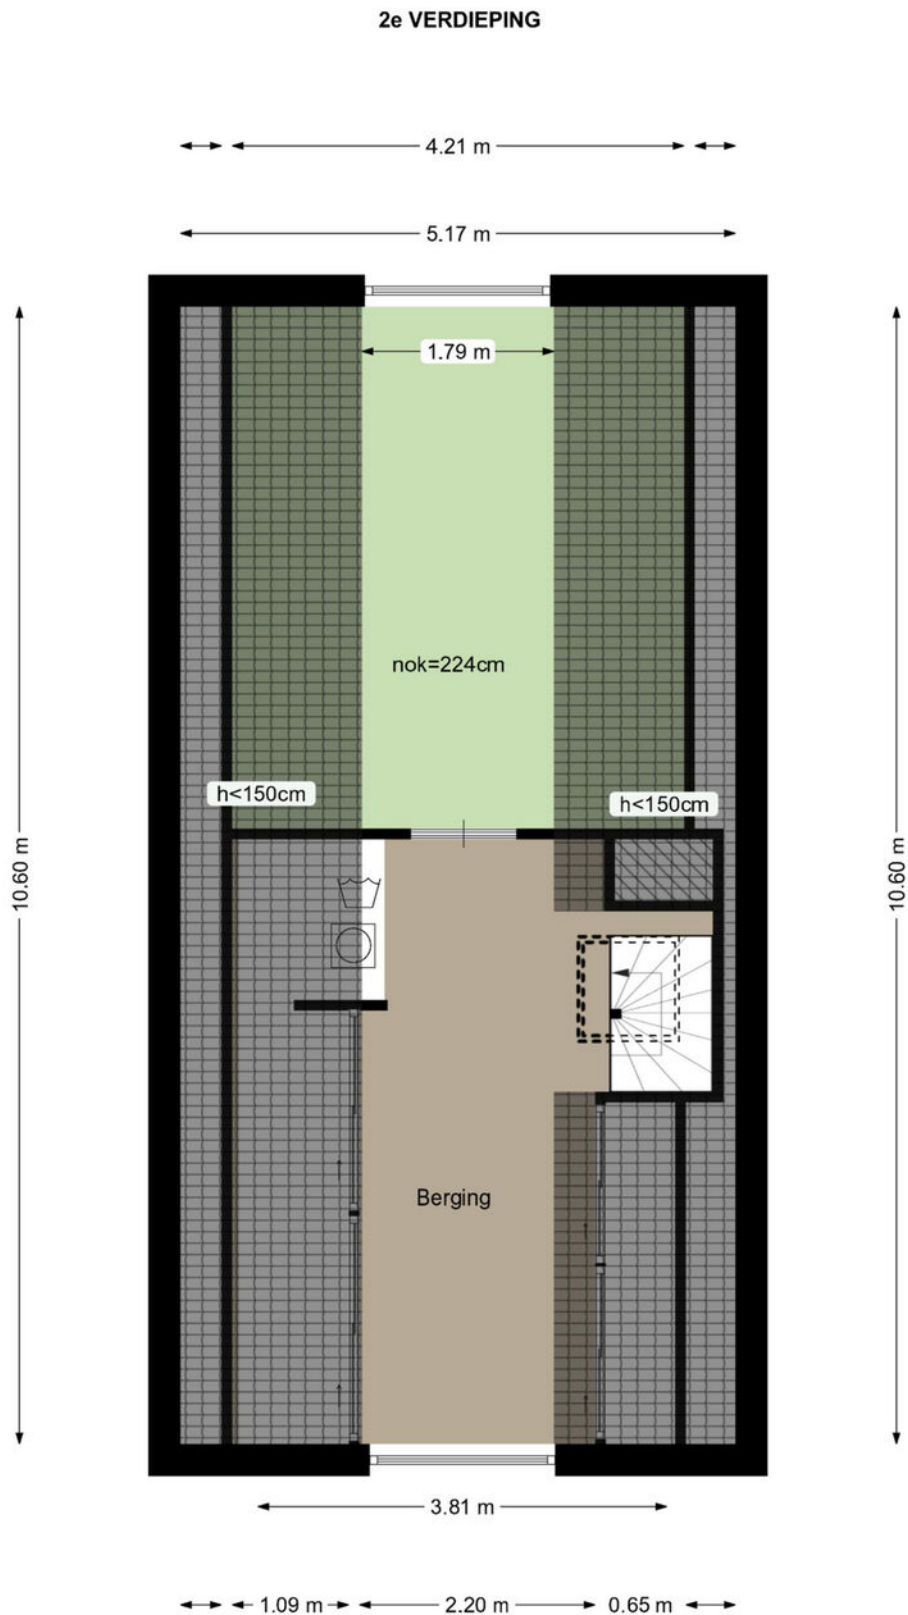 2e VERDIEPING
4.21 m
5.17 m
1.79 m
nok=224cm
h<150cm
h<150cm
10.60 m
10.60 m
Berging
3.81 m
1.09 m
2.20 m
0.65 m